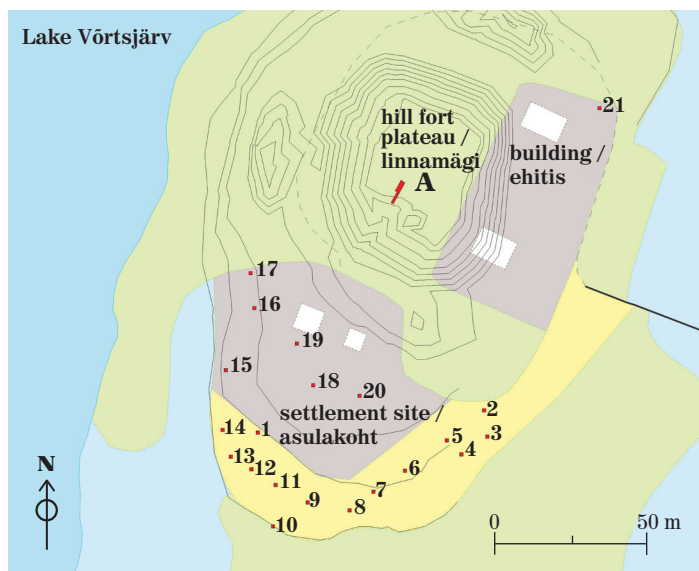 Lake Võrtsjärv
hill fort
plateau /
linnamägi
A
building /
ehitis
21
17
16
19
15
18
20
settlement site /
asulakoht
14
1
2
3
5
4
13
12
6
11
7
9
8
10
N
0
50 m